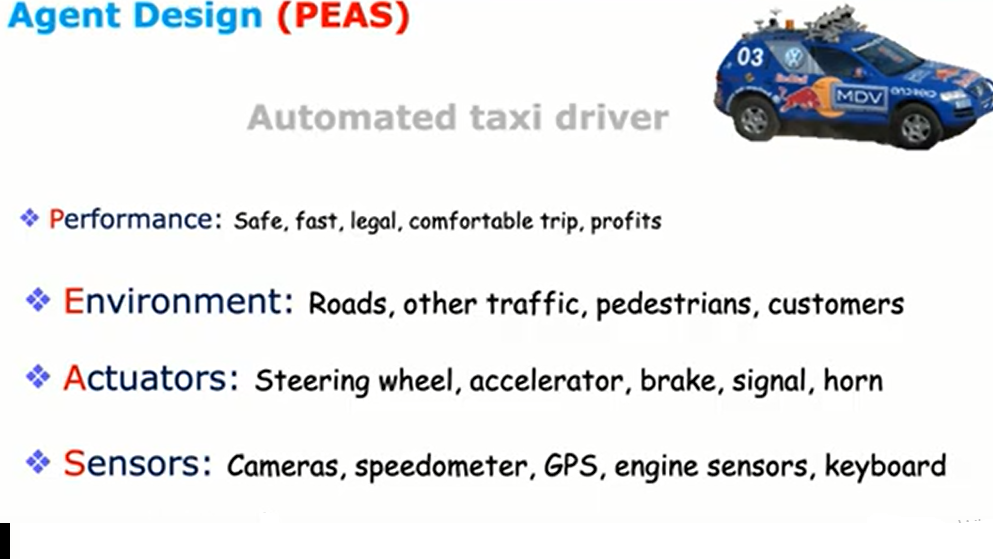 Agent Design (PEAS)
03
MDV
Automated taxi driver
❖ Performance: Safe, fast, legal, comfortable trip, profits
❖ Environment: Roads, other traffic, pedestrians, customers
❖ Actuators: Steering wheel, accelerator, brake, signal, horn
❖ Sensors: Cameras, speedometer, GPS, engine sensors, keyboard